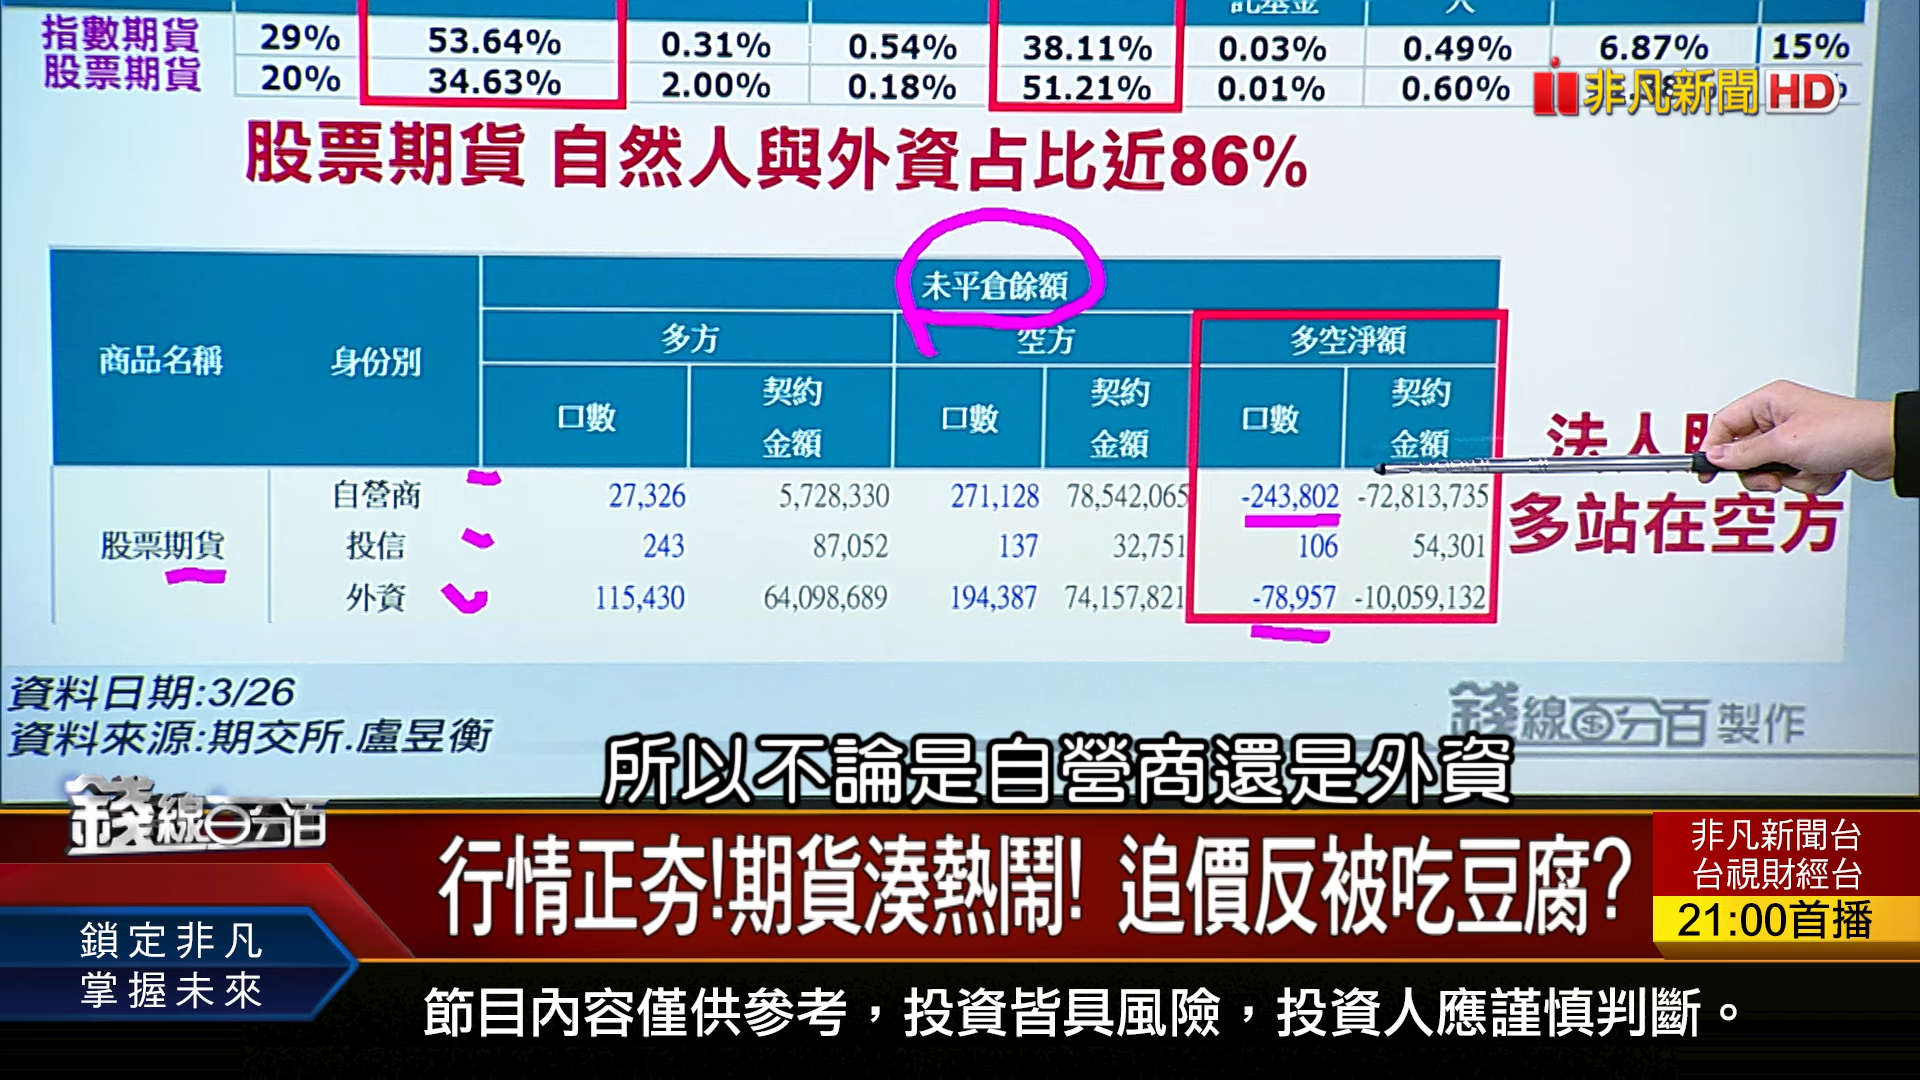 指數期貨 29% 53.64% 0.31% 0.54% 38.11% 0.03% 0.49% 6.87% 15%
股票期貨 20% 34.63% 2.00% 0.18% 51.21% 0.01% 0.60%
非凡新聞HD
股票期貨 自然人與外資占比近86%
未平倉餘額
商品名稱 身份別 多方 空方 多空淨額
口數 契約金額 口數 契約金額 口數 契約金額
自營商 27,326 5,728,330 271,128 78,542,065 -243,802 -72,813,735
股票期貨 投信 243 87,052 137 32,751 106 54,301
外資 115,430 64,098,689 194,387 74,157,821 -78,957 -10,059,132
法人
多站在空方
資料日期:3/26
資料來源:期交所.盧昱衡
錢線百分百 製作
所以不論是自營商還是外資
錢線百分百
行情正夯!期貨湊熱鬧! 追價反被吃豆腐?
非凡新聞台
台視財經台
21:00首播
鎖定非凡
掌握未來
節目內容僅供參考，投資皆具風險，投資人應謹慎判斷。